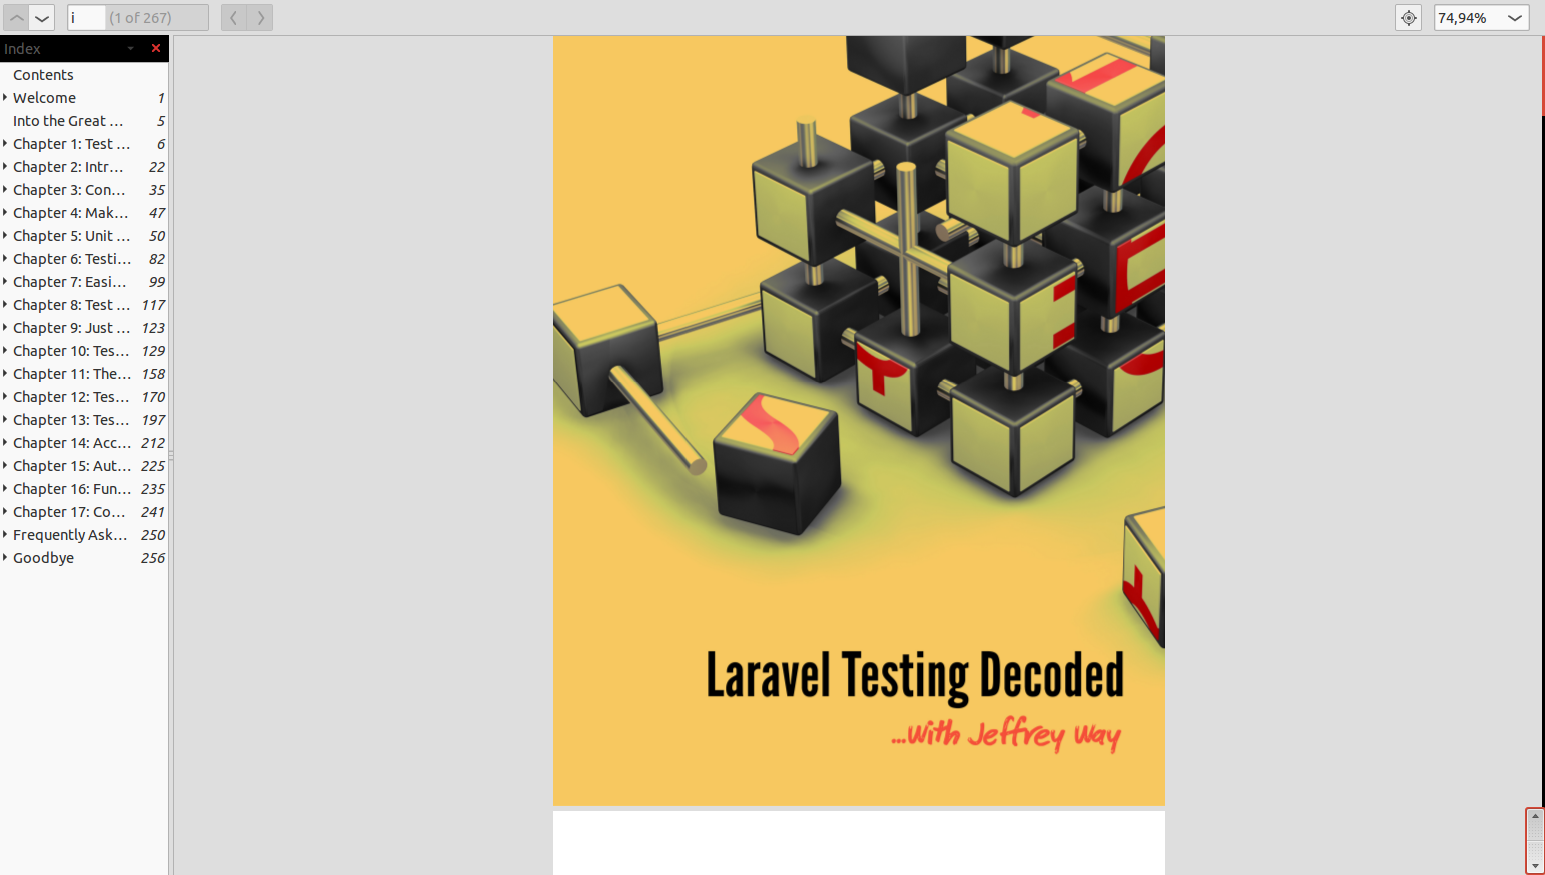 i (1 of 267)
74,94%
Index
Contents
Welcome 1
Into the Great ... 5
Chapter 1: Test ... 6
Chapter 2: Intr... 22
Chapter 3: Con... 35
Chapter 4: Mak... 47
Chapter 5: Unit ... 50
Chapter 6: Testi... 82
Chapter 7: Easi... 99
Chapter 8: Test ... 117
Chapter 9: Just ... 123
Chapter 10: Tes... 129
Chapter 11: The... 158
Chapter 12: Tes... 170
Chapter 13: Tes... 197
Chapter 14: Acc... 212
Chapter 15: Aut... 225
Chapter 16: Fun... 235
Chapter 17: Co... 241
Frequently Ask... 250
Goodbye 256
Laravel Testing Decoded
...with Jeffrey Way